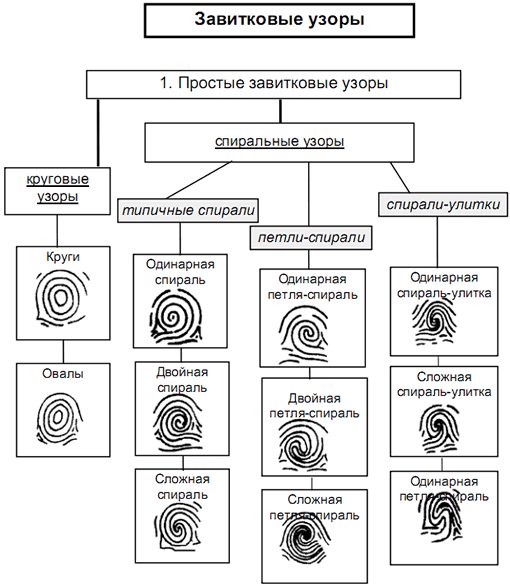 Завитковые узоры
1. Простые завитковые узоры
спиральные узоры
круговые
узоры
типичные спирали
петли-спирали
спирали-улитки
Круги
Овалы
Одинарная
спираль
Двойная
спираль
Сложная
спираль
Одинарная
петля-спираль
Двойная
петля-спираль
Сложная
петля-спираль
Одинарная
спираль-улитка
Сложная
спираль-улитка
Одинарная
петля-спираль